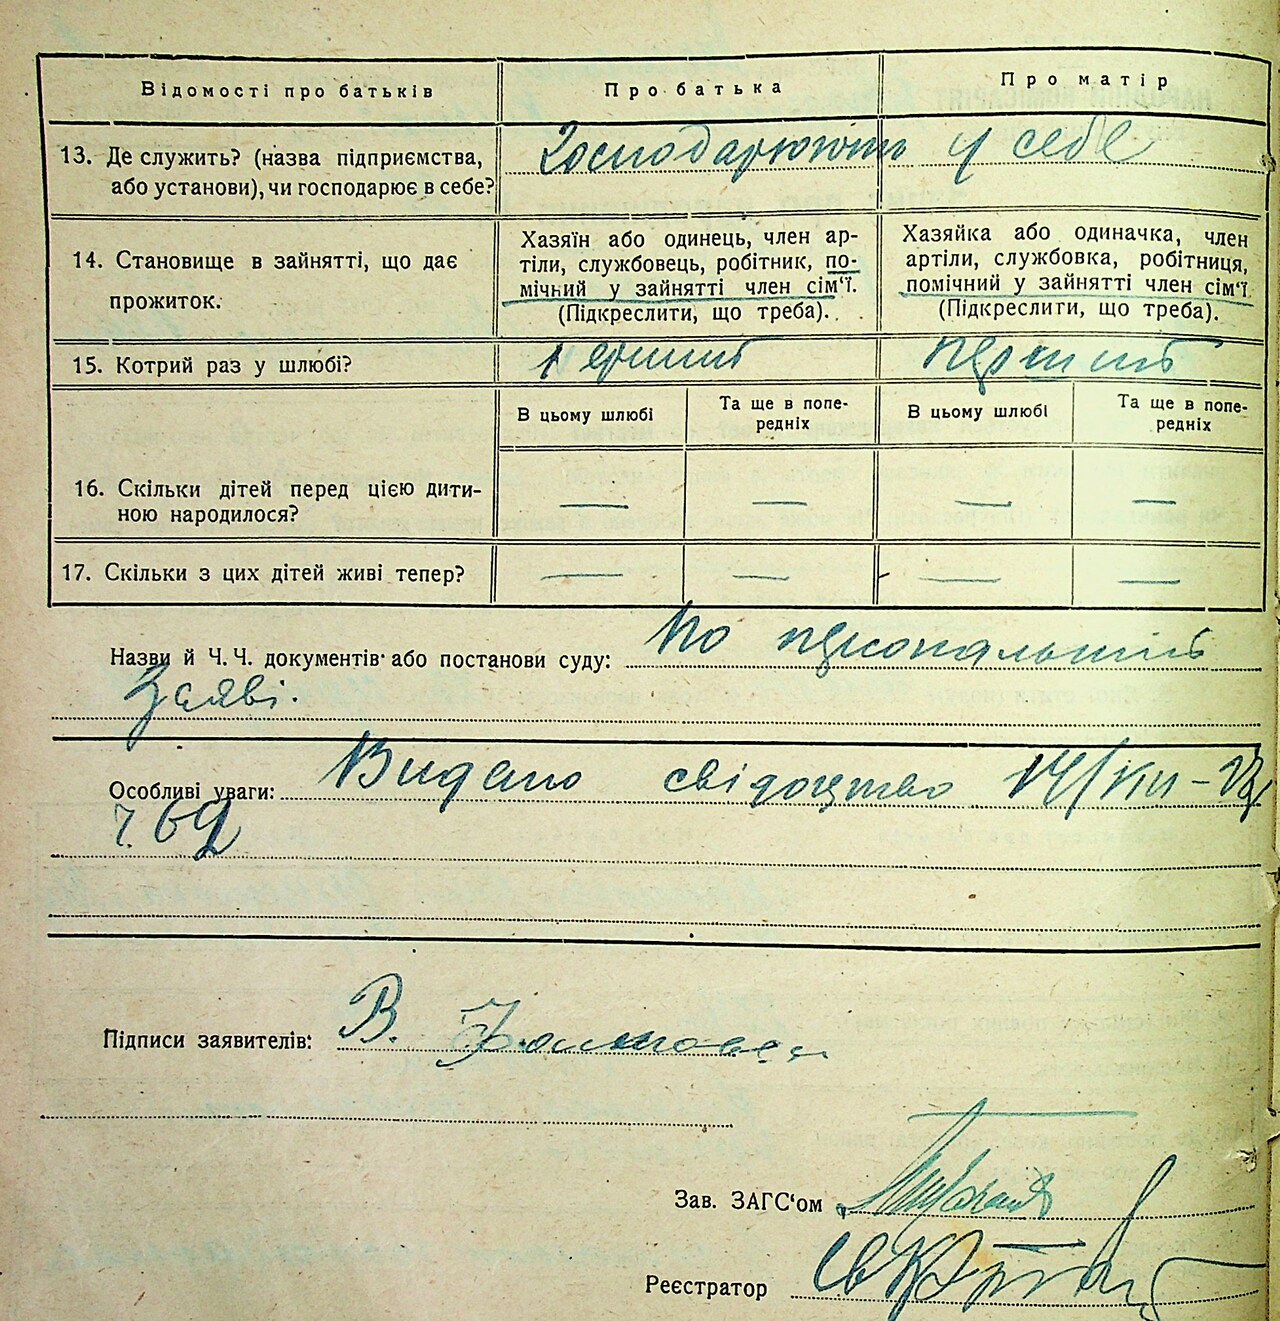 Відомості про батьків Про батька Про матір
13. Де служить? (назва підприємства, або установи), чи господарює в себе? Господарюють у себе
14. Становище в зайнятті, що дає прожиток.
Хазяїн або одинець, член ар-
тіли, службовець, робітник, по-
мічний у зайнятті член сім'ї.
(Підкреслити, що треба).
Хазяйка або одиначка, член
артіли, службовка, робітниця,
помічний у зайнятті член сім'ї
(Підкреслити, що треба).
15. Котрий раз у шлюбі? перший перший
В цьому шлюбі Та ще в попе-
редніх В цьому шлюбі Та ще в попе-
редніх
16. Скільки дітей перед цією дити-
ною народилося? — — — —
17. Скільки з цих дітей живі тепер? — — — —
Назви й Ч.Ч. документів або постанови суду: По персональній
заяві.
Особливі уваги: Видано свідоцтво 14/XII-
ч. 69
Підписи заявителів: В.
Зав. ЗАГС'ом
Реєстратор